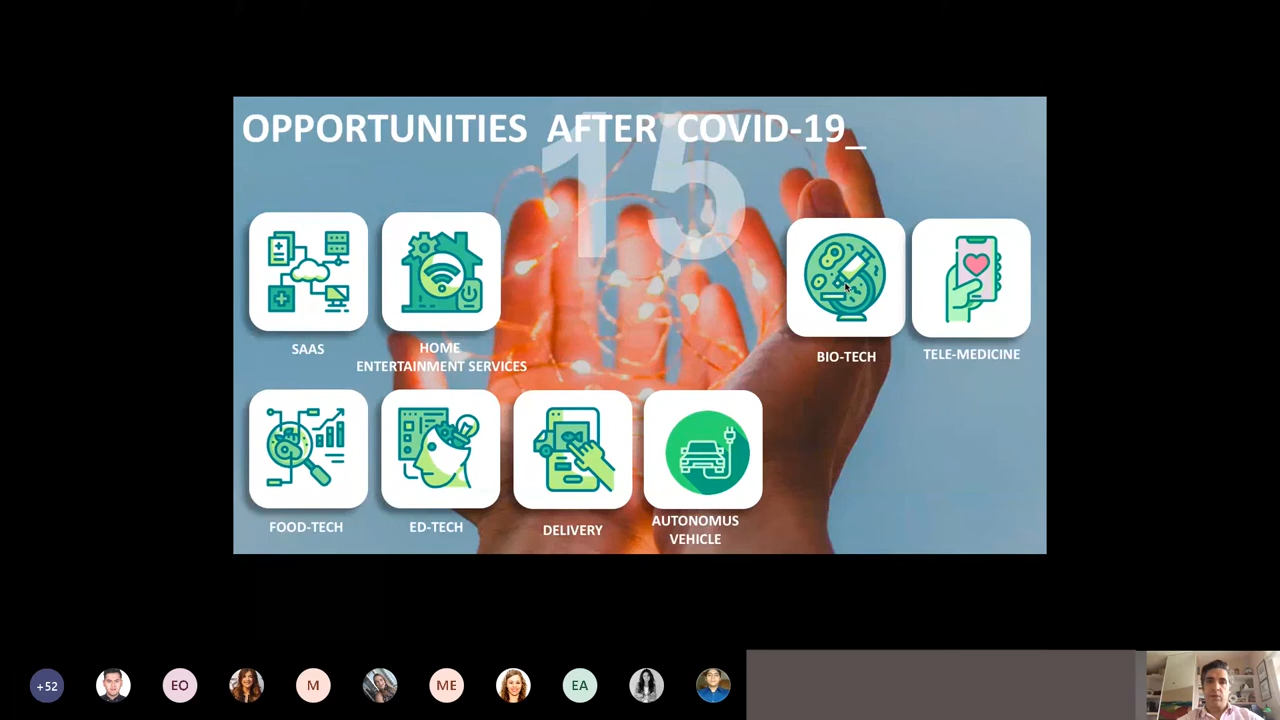 OPPORTUNITIES AFTER COVID-19_
15
SAAS
HOME
ENTERTAINMENT SERVICES
BIO-TECH
TELE-MEDICINE
FOOD-TECH
ED-TECH
DELIVERY
AUTONOMUS
VEHICLE
+52
EO
M
ME
EA